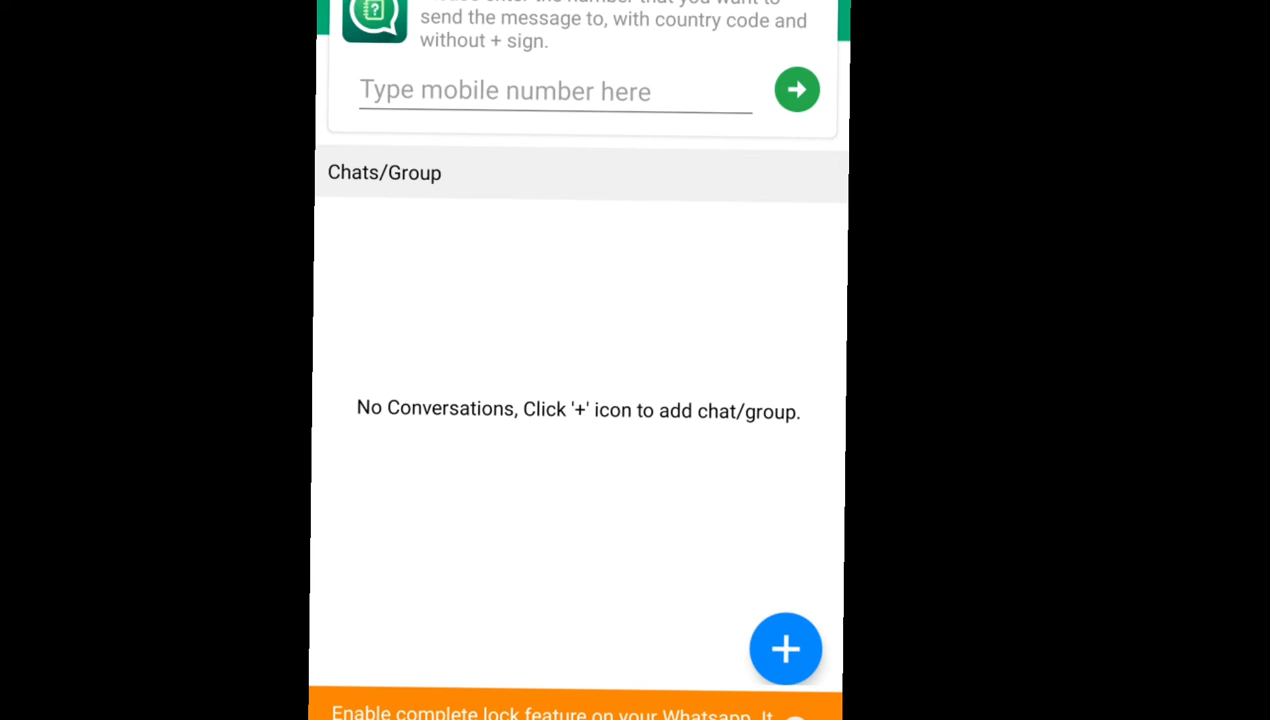 send the message to, with country code and
without + sign.
Type mobile number here
Chats/Group
No Conversations, Click '+' icon to add chat/group.
Enable complete lock feature on your Whatsapp. It